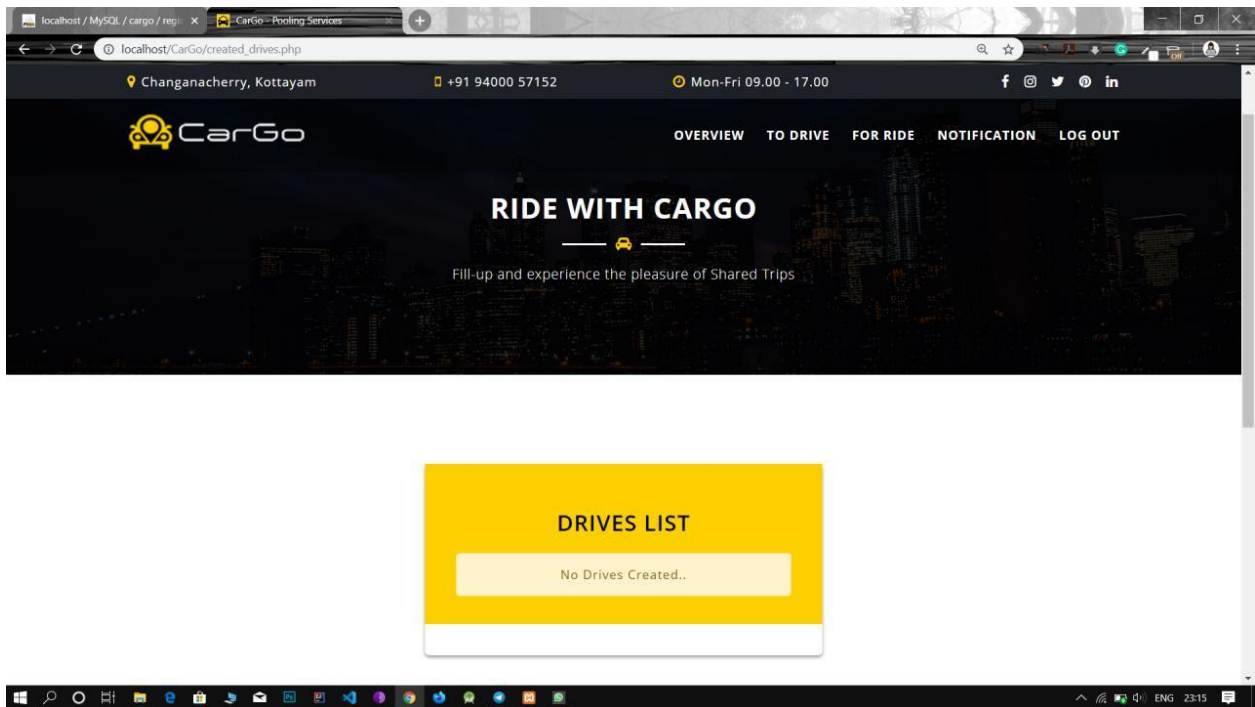 localhost / MySQL / cargo / regi
CarGo - Pooling Services
localhost/CarGo/created_drives.php
Changanacherry, Kottayam
+91 94000 57152
Mon-Fri 09.00 - 17.00
CarGo
OVERVIEW TO DRIVE FOR RIDE NOTIFICATION LOG OUT
RIDE WITH CARGO
Fill-up and experience the pleasure of Shared Trips
DRIVES LIST
No Drives Created..
ENG 23:15